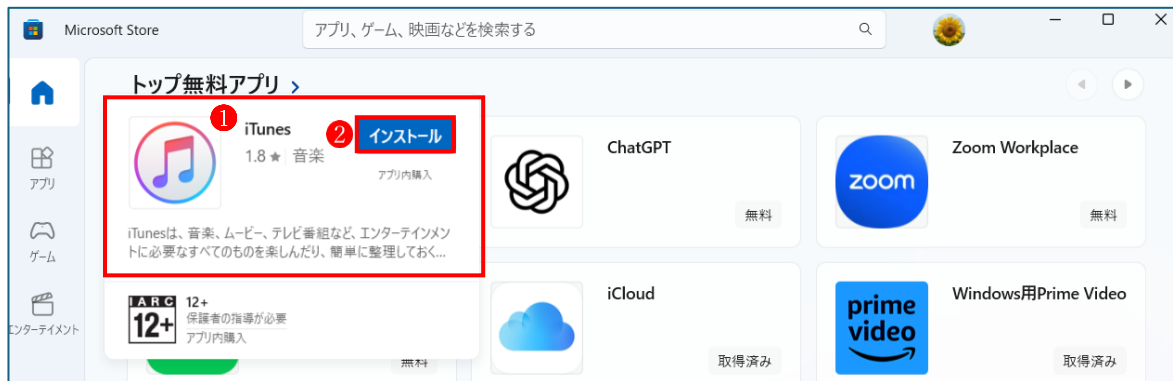 Microsoft Store
アプリ、ゲーム、映画などを検索する
トップ無料アプリ >
1
iTunes
2
インストール
1.8 ★ 音楽
アプリ内購入
iTunesは、音楽、ムービー、テレビ番組など、エンターテインメン
トに必要なすべてのものを楽しんだり、簡単に整理しておく...
IARC
12+
12+
保護者の指導が必要
アプリ内購入
無料
ChatGPT
無料
zoom
Zoom Workplace
無料
iCloud
取得済み
prime
video
Windows用Prime Video
取得済み
アプリ
ゲーム
エンターテイメント